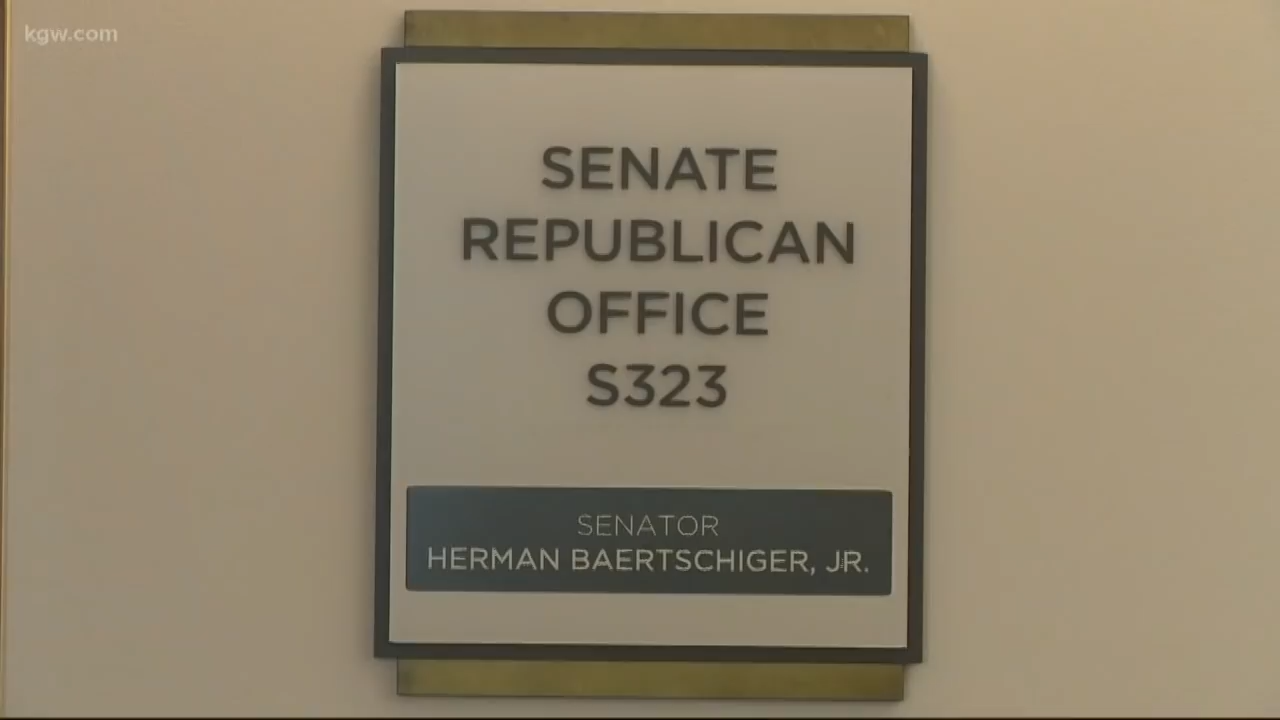 kgw.com
SENATE
REPUBLICAN
OFFICE
S323
SENATOR
HERMAN BAERTSCHIGER, JR.